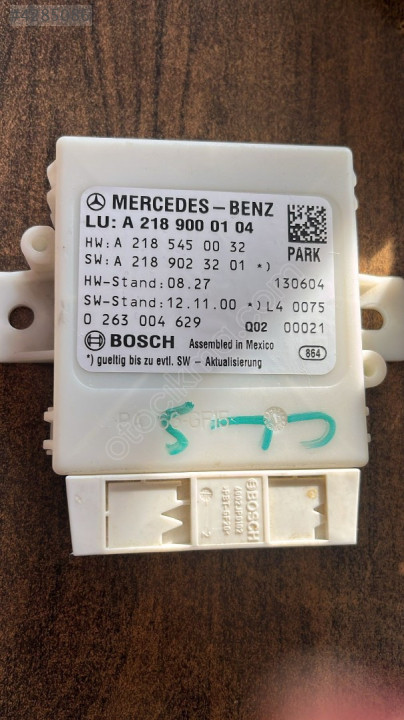 MERCEDES-BENZ
LU: A 218 900 01 04
HW: A 218 545 00 32
PARK
SW: A 218 902 32 01 *)
HW-Stand: 08.27 130604
SW-Stand: 12.11.00 *) L4 0075
0 263 004 629 Q02 00021
BOSCH Assembled in Mexico 864
*) gueltig bis zu evtl. SW - Aktualisierung
BOSCH